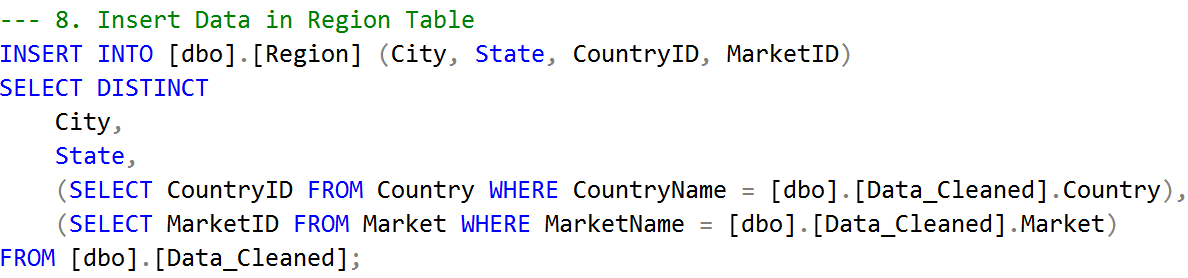 --- 8. Insert Data in Region Table
INSERT INTO [dbo].[Region] (City, State, CountryID, MarketID)
SELECT DISTINCT
    City,
    State,
    (SELECT CountryID FROM Country WHERE CountryName = [dbo].[Data_Cleaned].Country),
    (SELECT MarketID FROM Market WHERE MarketName = [dbo].[Data_Cleaned].Market)
FROM [dbo].[Data_Cleaned];